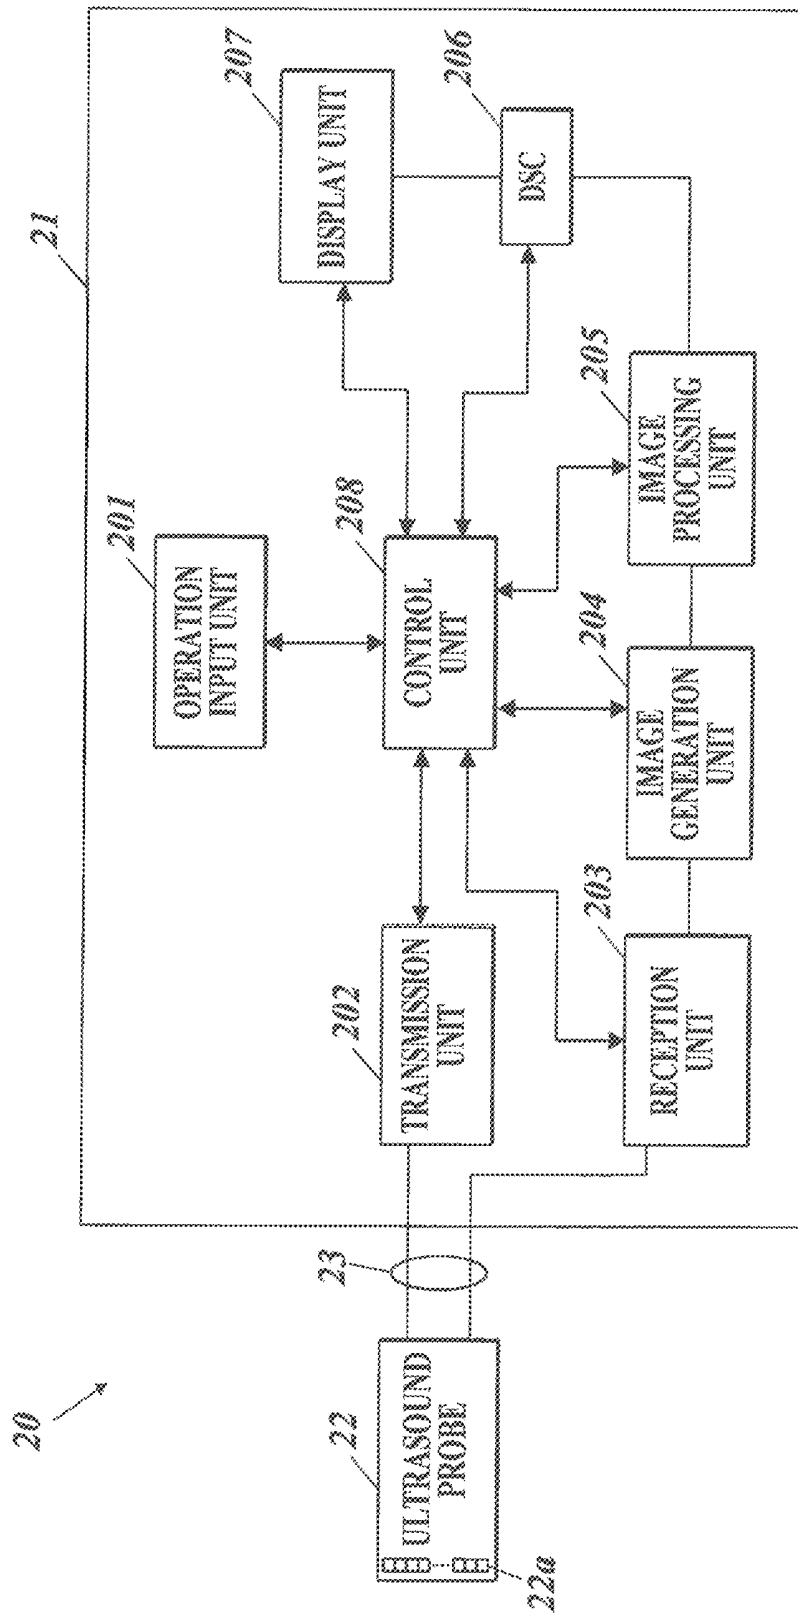 20
21
22
ULTRASOUND
PROBE
22a
23
201
OPERATION
INPUT UNIT
202
TRANSMISSION
UNIT
208
CONTROL
UNIT
207
DISPLAY UNIT
206
DSC
203
RECEPTION
UNIT
204
IMAGE
GENERATION
UNIT
205
IMAGE
PROCESSING
UNIT